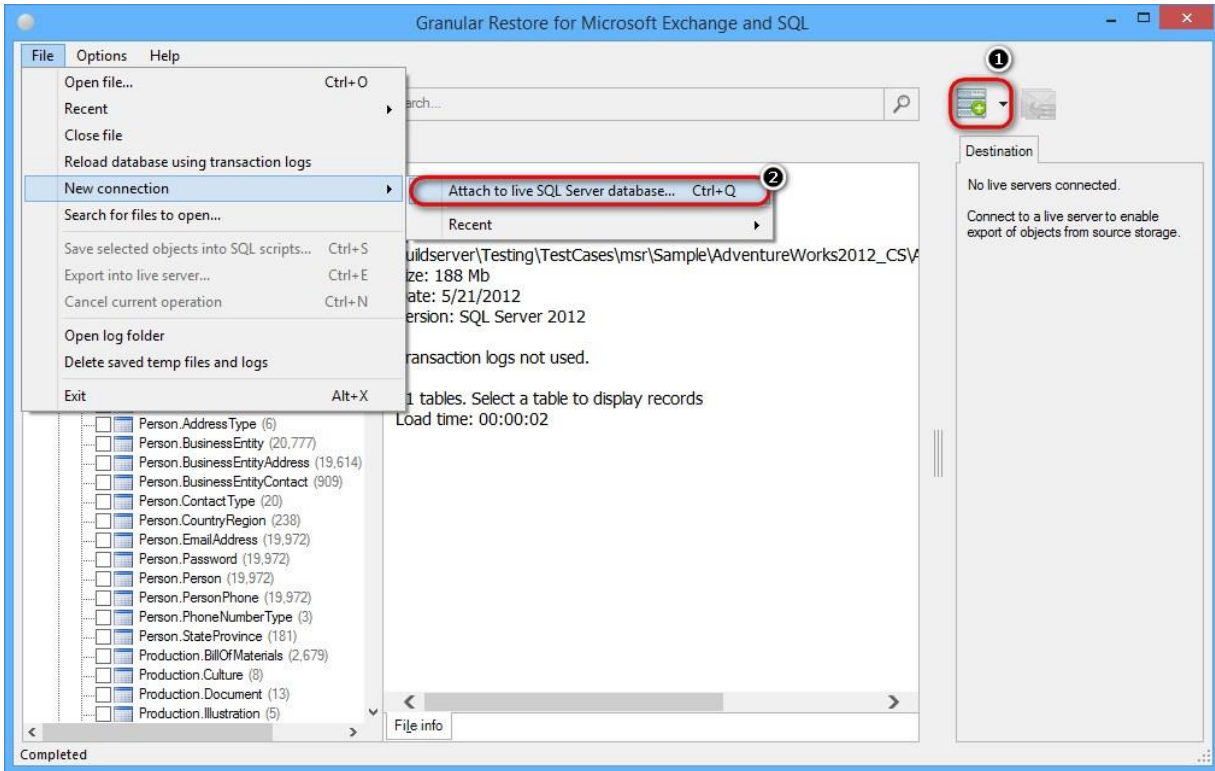 Granular Restore for Microsoft Exchange and SQL
File Options Help
1
Open file... Ctrl+O
Recent
Close file
Reload database using transaction logs
New connection
Search for files to open...
Save selected objects into SQL scripts... Ctrl+S
Export into live server... Ctrl+E
Cancel current operation Ctrl+N
Open log folder
Delete saved temp files and logs
Exit Alt+X
2
Attach to live SQL Server database... Ctrl+Q
Recent
arch...
uildserver\Testing\TestCases\msr\Sample\AdventureWorks2012_CS\A
ize: 188 Mb
ate: 5/21/2012
ersion: SQL Server 2012
ransaction logs not used.
1 tables. Select a table to display records
Load time: 00:00:02
Person.AddressType (6)
Person.BusinessEntity (20,777)
Person.BusinessEntityAddress (19,614)
Person.BusinessEntityContact (909)
Person.ContactType (20)
Person.CountryRegion (238)
Person.EmailAddress (19,972)
Person.Password (19,972)
Person.Person (19,972)
Person.PersonPhone (19,972)
Person.PhoneNumberType (3)
Person.StateProvince (181)
Production.BillOfMaterials (2,679)
Production.Culture (8)
Production.Document (13)
Production.Illustration (5)
File info
Destination
No live servers connected.
Connect to a live server to enable
export of objects from source storage.
Completed